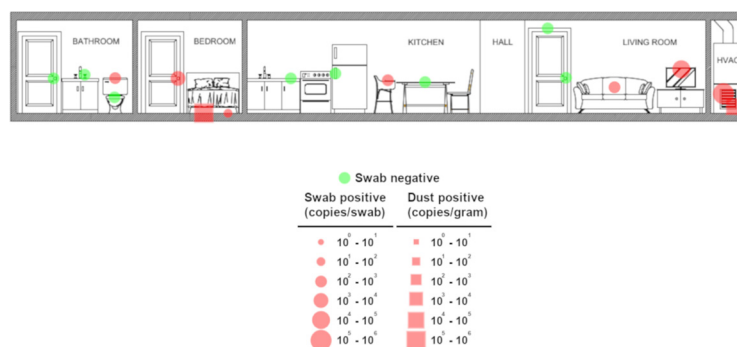 BATHROOM
BEDROOM
KITCHEN
HALL
LIVING ROOM
HVAC
Swab negative
Swab positive
(copies/swab)
Dust positive
(copies/gram)
10⁰ - 10¹ 10⁰ - 10¹
10¹ - 10² 10¹ - 10²
10² - 10³ 10² - 10³
10³ - 10⁴ 10³ - 10⁴
10⁴ - 10⁵ 10⁴ - 10⁵
10⁵ - 10⁶ 10⁵ - 10⁶